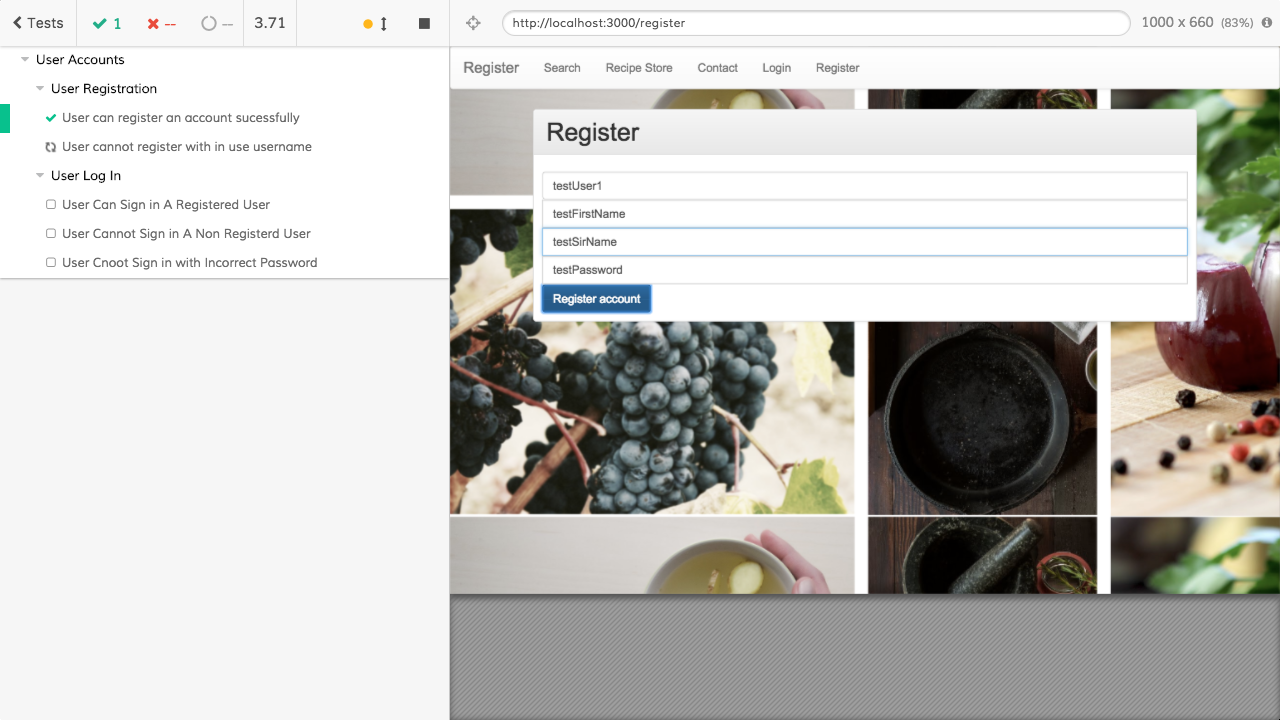 Tests 1 -- -- 3.71 http://localhost:3000/register 1000 x 660 (83%)
User Accounts
User Registration
User can register an account sucessfully
User cannot register with in use username
User Log In
User Can Sign in A Registered User
User Cannot Sign in A Non Registerd User
User Cnoot Sign in with Incorrect Password
Register Search Recipe Store Contact Login Register
Register
testUser1
testFirstName
testSirName
testPassword
Register account